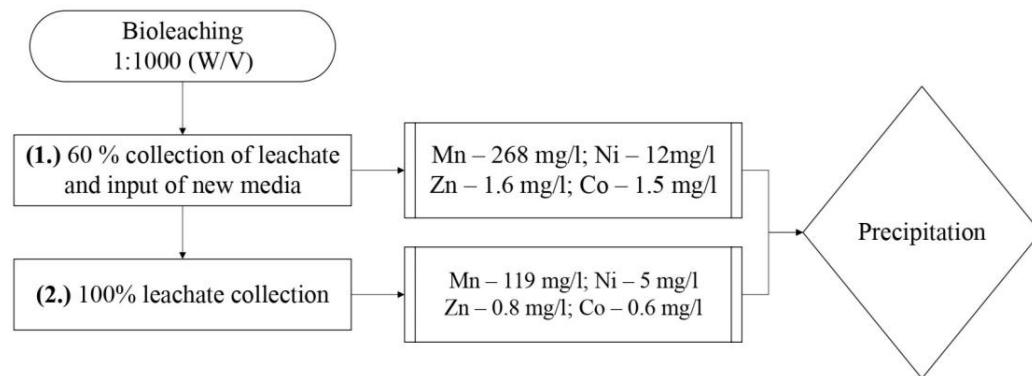 Bioleaching
1:1000 (W/V)
(1.) 60 % collection of leachate
and input of new media
Mn – 268 mg/l; Ni – 12mg/l
Zn – 1.6 mg/l; Co – 1.5 mg/l
(2.) 100% leachate collection
Mn – 119 mg/l; Ni – 5 mg/l
Zn – 0.8 mg/l; Co – 0.6 mg/l
Precipitation